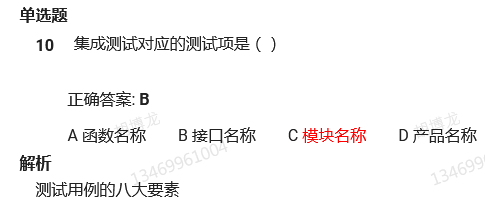 单选题
10 集成测试对应的测试项是（ ）
正确答案: B
A 函数名称 B 接口名称 C 模块名称 D 产品名称
解析
测试用例的八大要素
13469961004